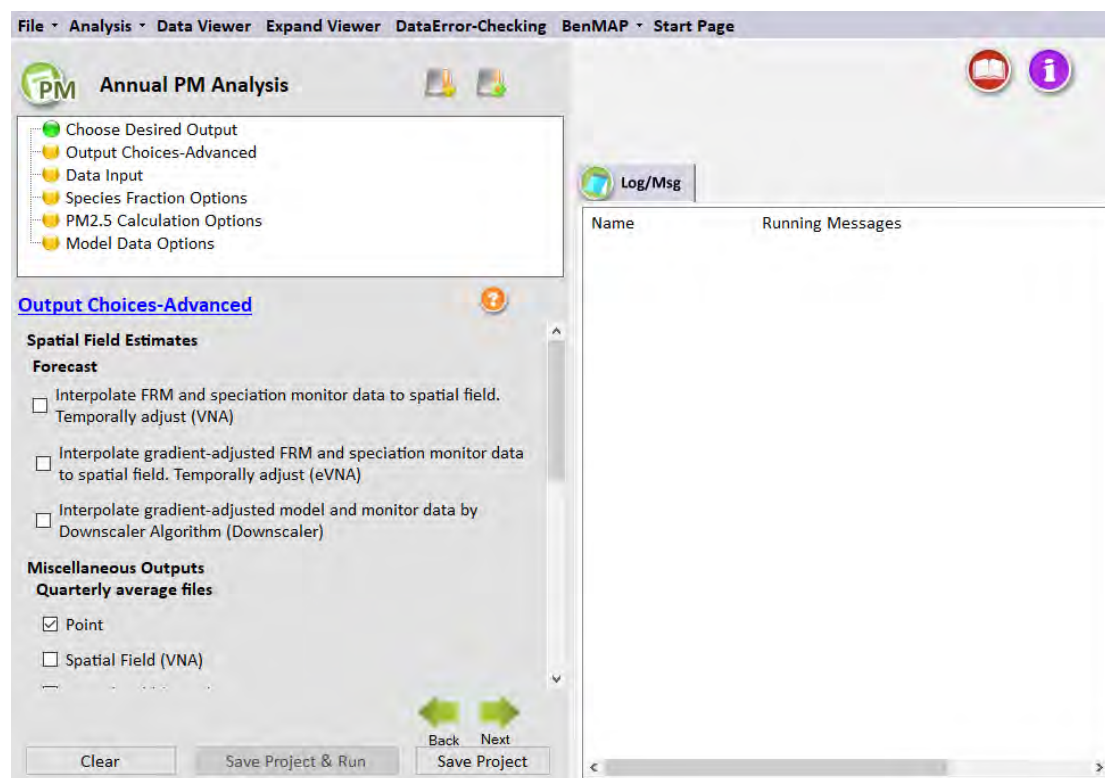 File Analysis Data Viewer Expand Viewer DataError-Checking BenMAP Start Page
PM Annual PM Analysis
Choose Desired Output
Output Choices-Advanced
Data Input
Species Fraction Options
PM2.5 Calculation Options
Model Data Options
Log/Msg
Name Running Messages
Output Choices-Advanced
Spatial Field Estimates
Forecast
Interpolate FRM and speciation monitor data to spatial field.
Temporally adjust (VNA)
Interpolate gradient-adjusted FRM and speciation monitor data
to spatial field. Temporally adjust (eVNA)
Interpolate gradient-adjusted model and monitor data by
Downscaler Algorithm (Downscaler)
Miscellaneous Outputs
Quarterly average files
Point
Spatial Field (VNA)
Back Next
Clear Save Project & Run Save Project